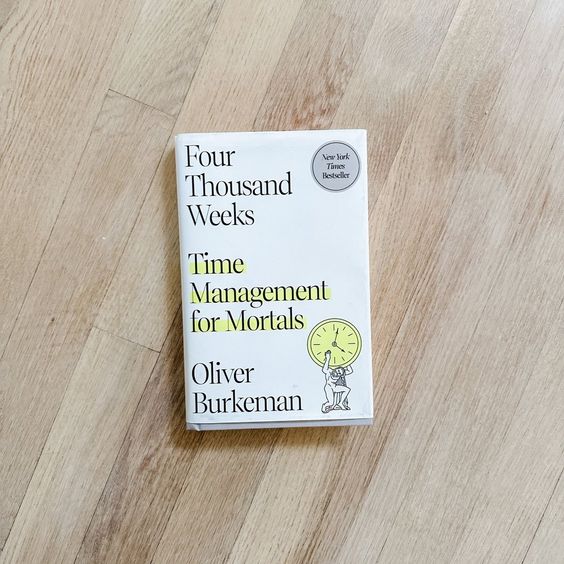 Four
Thousand
Weeks
New York
Times
Bestseller
Time
Management
for Mortals
Oliver
Burkeman